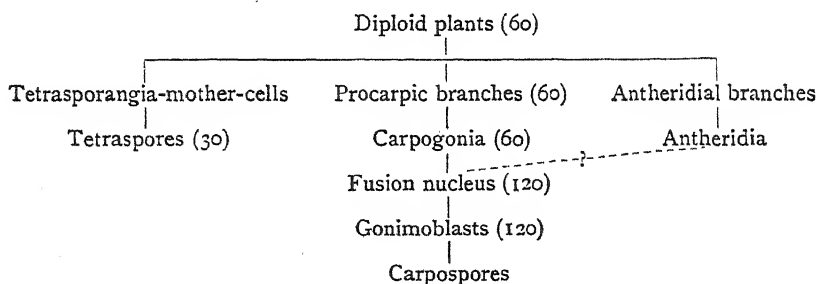 Diploid plants (60)
Tetrasporangia-mother-cells Procarpic branches (60) Antheridial branches
Tetraspores (30) Carpogonia (60) Antheridia
?
Fusion nucleus (120)
Gonimoblasts (120)
Carpospores